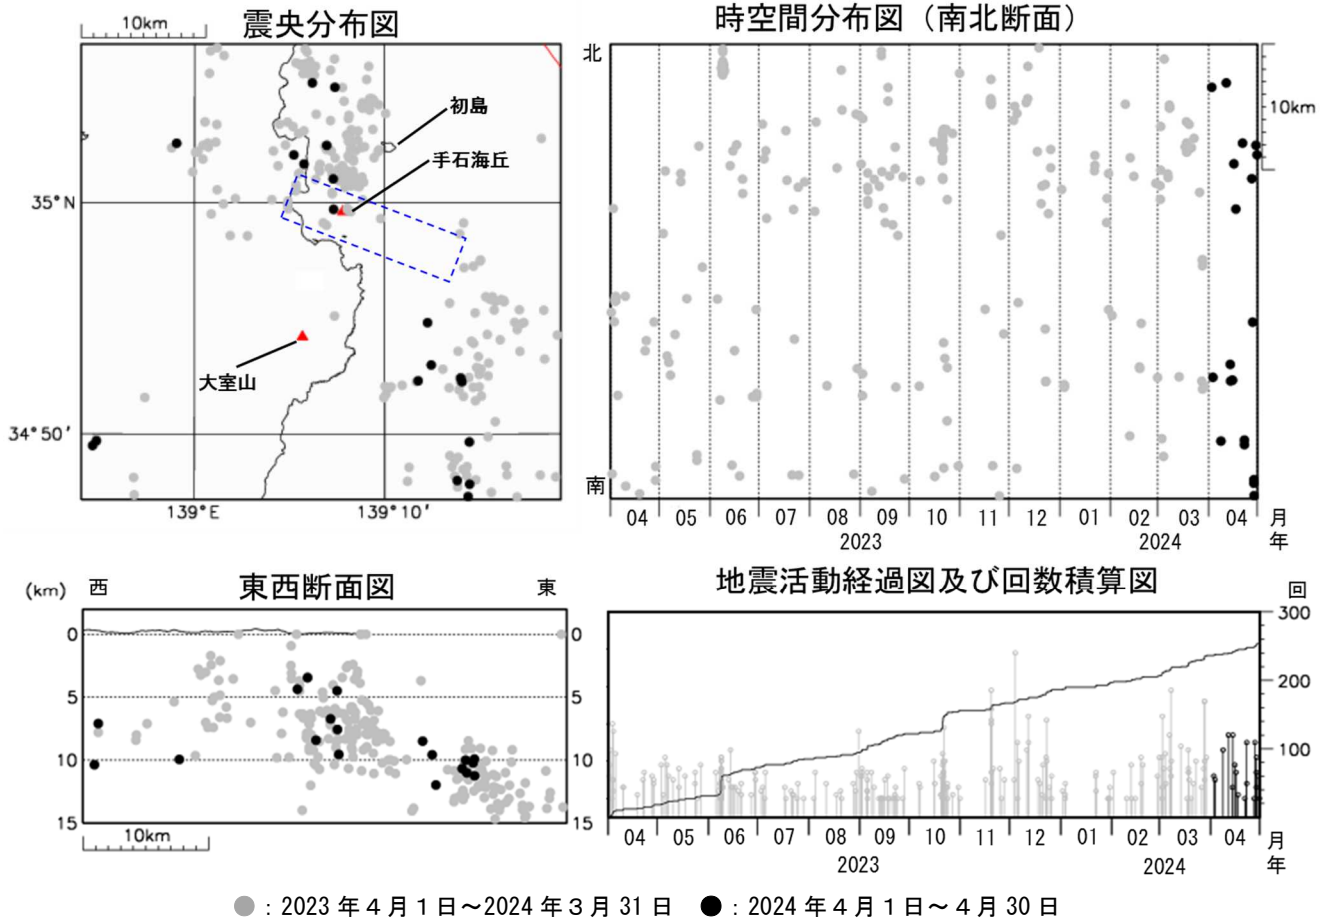 震央分布図
10km
初島
手石海丘
大室山
35°N
34°50′
139°E
139°10′
時空間分布図（南北断面）
北
南
10km
04 05 06 07 08 09 10 11 12 01 02 03 04 月
2023 2024 年
東西断面図
(km) 西 東
0 0
5 5
10 10
15 15
10km
地震活動経過図及び回数積算図
回
300
200
100
04 05 06 07 08 09 10 11 12 01 02 03 04 月
2023 2024 年
●：2023年４月１日～2024年３月31日 ●：2024年４月１日～４月30日